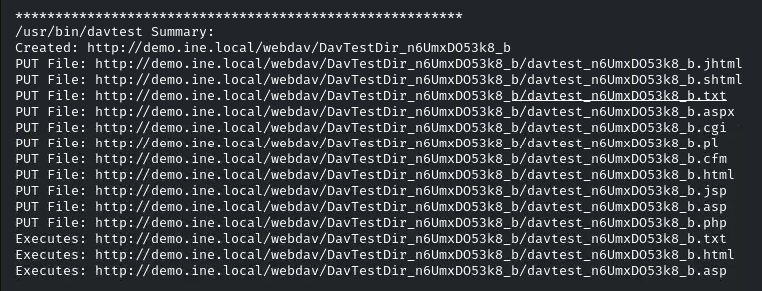 ********************************************************
/usr/bin/davtest Summary:
Created: http://demo.ine.local/webdav/DavTestDir_n6UmxDO53k8_b
PUT File: http://demo.ine.local/webdav/DavTestDir_n6UmxDO53k8_b/davtest_n6UmxDO53k8_b.jhtml
PUT File: http://demo.ine.local/webdav/DavTestDir_n6UmxDO53k8_b/davtest_n6UmxDO53k8_b.shtml
PUT File: http://demo.ine.local/webdav/DavTestDir_n6UmxDO53k8_b/davtest_n6UmxDO53k8_b.txt
PUT File: http://demo.ine.local/webdav/DavTestDir_n6UmxDO53k8_b/davtest_n6UmxDO53k8_b.aspx
PUT File: http://demo.ine.local/webdav/DavTestDir_n6UmxDO53k8_b/davtest_n6UmxDO53k8_b.cgi
PUT File: http://demo.ine.local/webdav/DavTestDir_n6UmxDO53k8_b/davtest_n6UmxDO53k8_b.pl
PUT File: http://demo.ine.local/webdav/DavTestDir_n6UmxDO53k8_b/davtest_n6UmxDO53k8_b.cfm
PUT File: http://demo.ine.local/webdav/DavTestDir_n6UmxDO53k8_b/davtest_n6UmxDO53k8_b.html
PUT File: http://demo.ine.local/webdav/DavTestDir_n6UmxDO53k8_b/davtest_n6UmxDO53k8_b.jsp
PUT File: http://demo.ine.local/webdav/DavTestDir_n6UmxDO53k8_b/davtest_n6UmxDO53k8_b.asp
PUT File: http://demo.ine.local/webdav/DavTestDir_n6UmxDO53k8_b/davtest_n6UmxDO53k8_b.php
Executes: http://demo.ine.local/webdav/DavTestDir_n6UmxDO53k8_b/davtest_n6UmxDO53k8_b.txt
Executes: http://demo.ine.local/webdav/DavTestDir_n6UmxDO53k8_b/davtest_n6UmxDO53k8_b.html
Executes: http://demo.ine.local/webdav/DavTestDir_n6UmxDO53k8_b/davtest_n6UmxDO53k8_b.asp